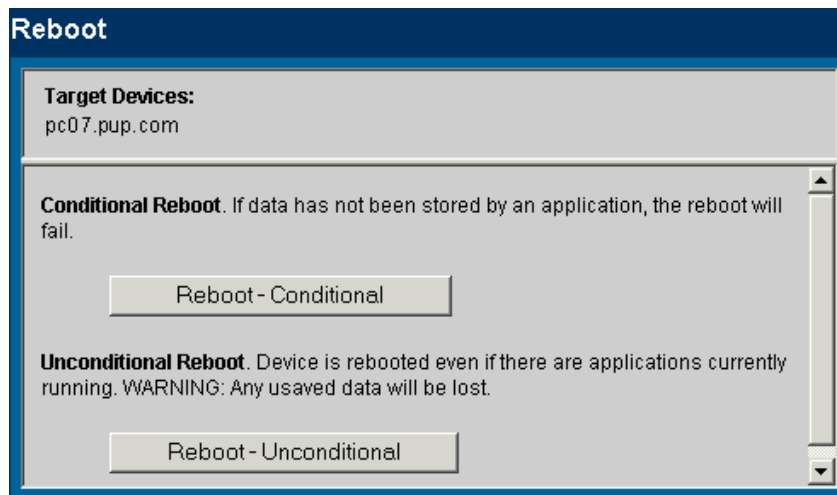 Reboot
Target Devices:
pc07.pup.com
Conditional Reboot. If data has not been stored by an application, the reboot will
fail.
Reboot - Conditional
Unconditional Reboot. Device is rebooted even if there are applications currently
running. WARNING: Any usaved data will be lost.
Reboot - Unconditional